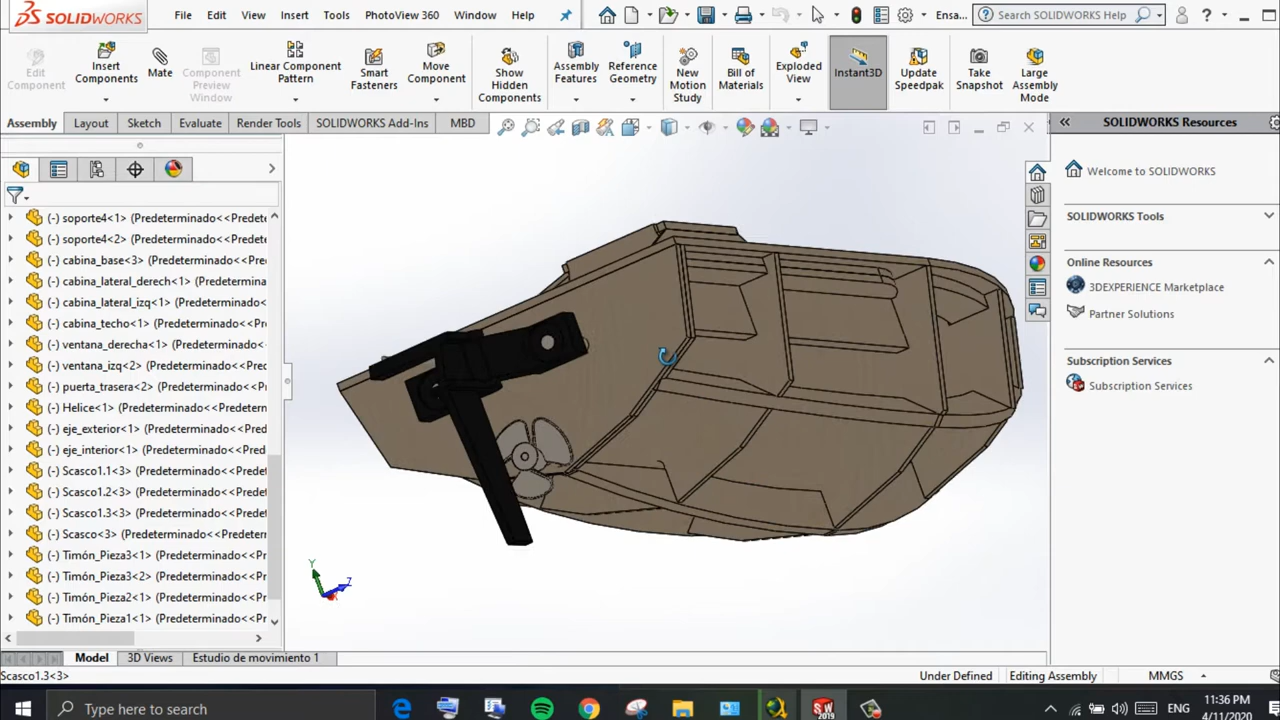 SOLIDWORKS File Edit View Insert Tools PhotoView 360 Window Help Ensa... Search SOLIDWORKS Help ?
Edit Component
Insert Components
Mate
Component Preview Window
Linear Component Pattern
Smart Fasteners
Move Component
Show Hidden Components
Assembly Features
Reference Geometry
New Motion Study
Bill of Materials
Exploded View
Instant3D
Update Speedpak
Take Snapshot
Large Assembly Mode
Assembly Layout Sketch Evaluate Render Tools SOLIDWORKS Add-Ins MBD
SOLIDWORKS Resources
Welcome to SOLIDWORKS
SOLIDWORKS Tools
Online Resources
3DEXPERIENCE Marketplace
Partner Solutions
Subscription Services
Subscription Services
(-) soporte4<1> (Predeterminado<<Predete
(-) soporte4<2> (Predeterminado<<Predete
(-) cabina_base<3> (Predeterminado<<Pred
(-) cabina_lateral_derech<1> (Predetermina
(-) cabina_lateral_izq<1> (Predeterminado<
(-) cabina_techo<1> (Predeterminado<<Pre
(-) ventana_derecha<1> (Predeterminado<
(-) ventana_izq<2> (Predeterminado<<Pred
(-) puerta_trasera<2> (Predeterminado<<P
(-) Helice<1> (Predeterminado<<Predeterm
(-) eje_exterior<1> (Predeterminado<<Pred
(-) eje_interior<1> (Predeterminado<<Pred
(-) Scasco1.1<3> (Predeterminado<<Predet
(-) Scasco1.2<3> (Predeterminado<<Predet
(-) Scasco1.3<3> (Predeterminado<<Predet
(-) Scasco<3> (Predeterminado<<Predeterm
(-) Timón_Pieza3<1> (Predeterminado<<Pr
(-) Timón_Pieza3<2> (Predeterminado<<Pr
(-) Timón_Pieza2<1> (Predeterminado<<Pr
(-) Timón_Pieza1<1> (Predeterminado<<Pr
Y Z
Model 3D Views Estudio de movimiento 1
Scasco1.3<3> Under Defined Editing Assembly MMGS
Type here to search
SW 2019
ENG
11:36 PM
4/11/2020